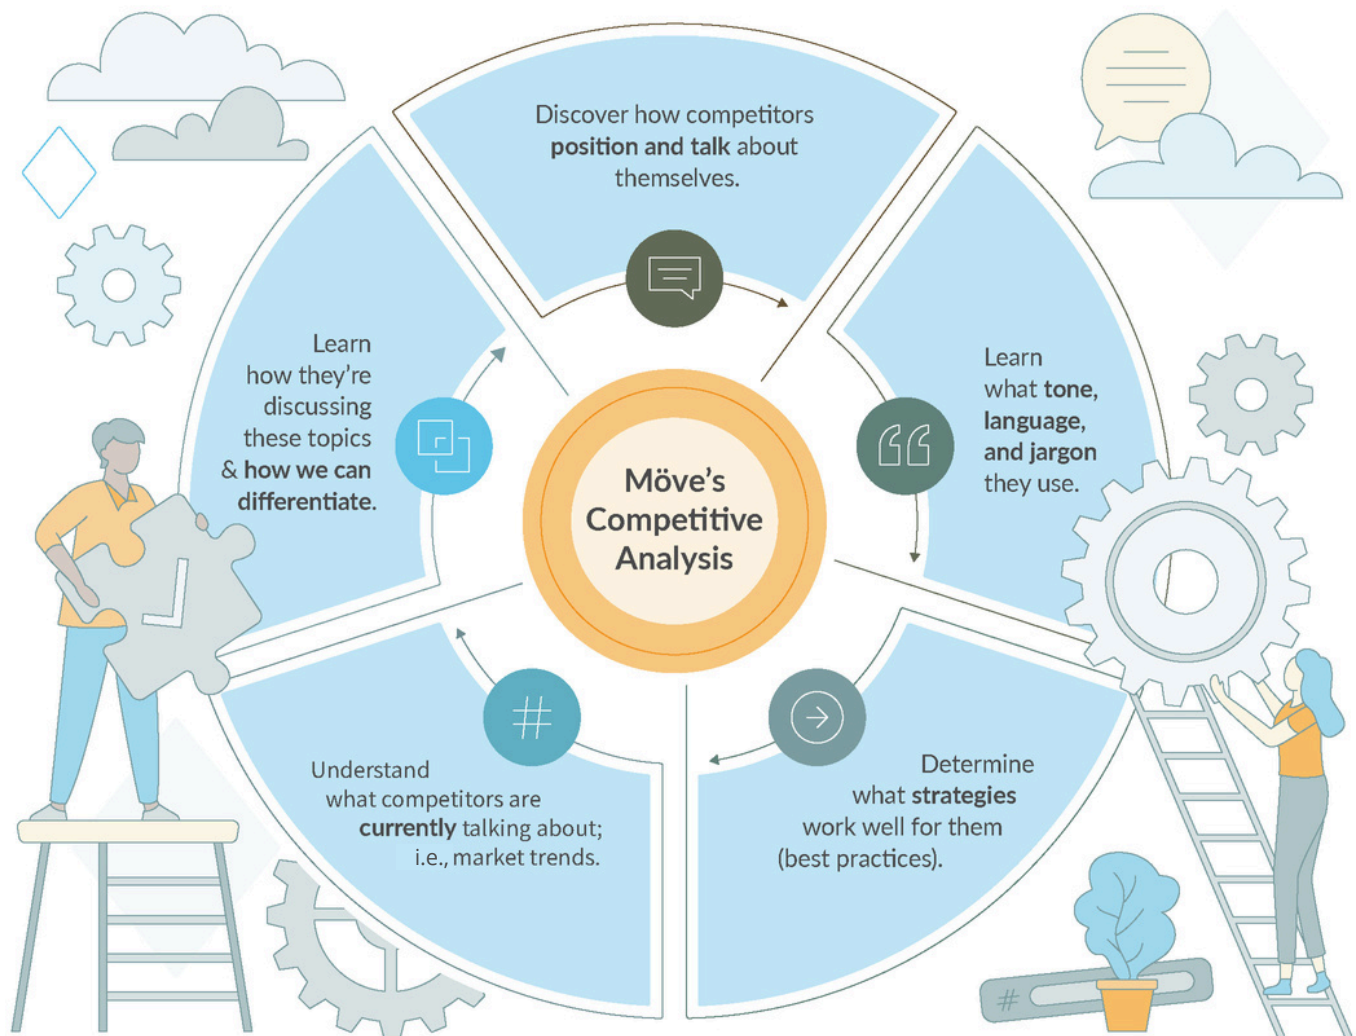 Discover how competitors
position and talk about
themselves.
Learn
what tone,
language,
and jargon
they use.
Determine
what strategies
work well for them
(best practices).
Understand
what competitors are
currently talking about;
i.e., market trends.
Learn
how they’re
discussing
these topics
& how we can
differentiate.
Möve’s
Competitive
Analysis
#
#